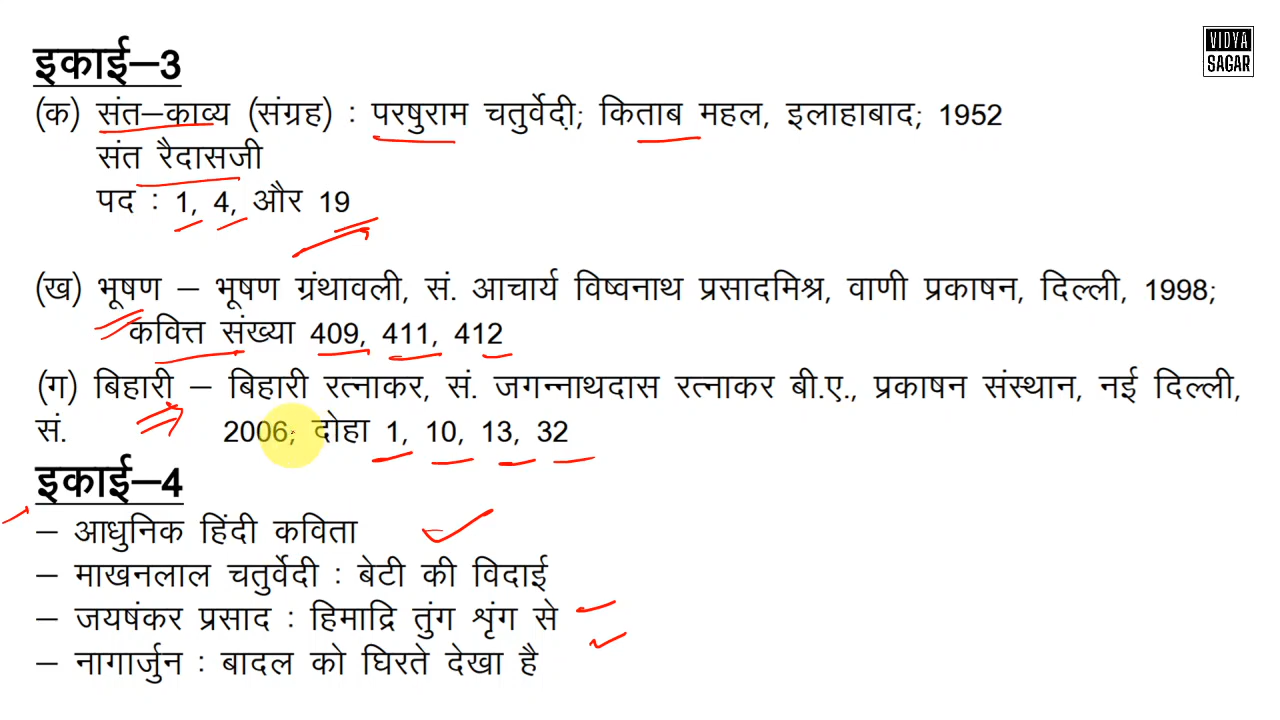 VIDYA
SAGAR
इकाई–3
(क) संत–काव्य (संग्रह) : परषुराम चतुर्वेदी; किताब महल, इलाहाबाद; 1952
संत रैदासजी
पद : 1, 4, और 19
(ख) भूषण – भूषण ग्रंथावली, सं. आचार्य विष्वनाथ प्रसादमिश्र, वाणी प्रकाषन, दिल्ली, 1998;
कवित्त संख्या 409, 411, 412
(ग) बिहारी – बिहारी रत्नाकर, सं. जगन्नाथदास रत्नाकर बी.ए., प्रकाषन संस्थान, नई दिल्ली,
सं. 2006; दोहा 1, 10, 13, 32
इकाई–4
– आधुनिक हिंदी कविता
– माखनलाल चतुर्वेदी : बेटी की विदाई
– जयषंकर प्रसाद : हिमाद्रि तुंग शृंग से
– नागार्जुन : बादल को घिरते देखा है